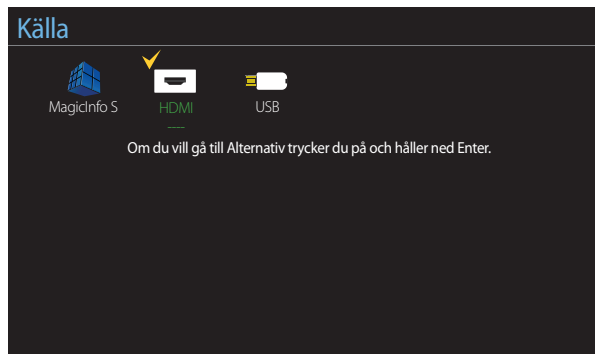 Källa
MagicInfo S HDMI USB
----
Om du vill gå till Alternativ trycker du på och håller ned Enter.